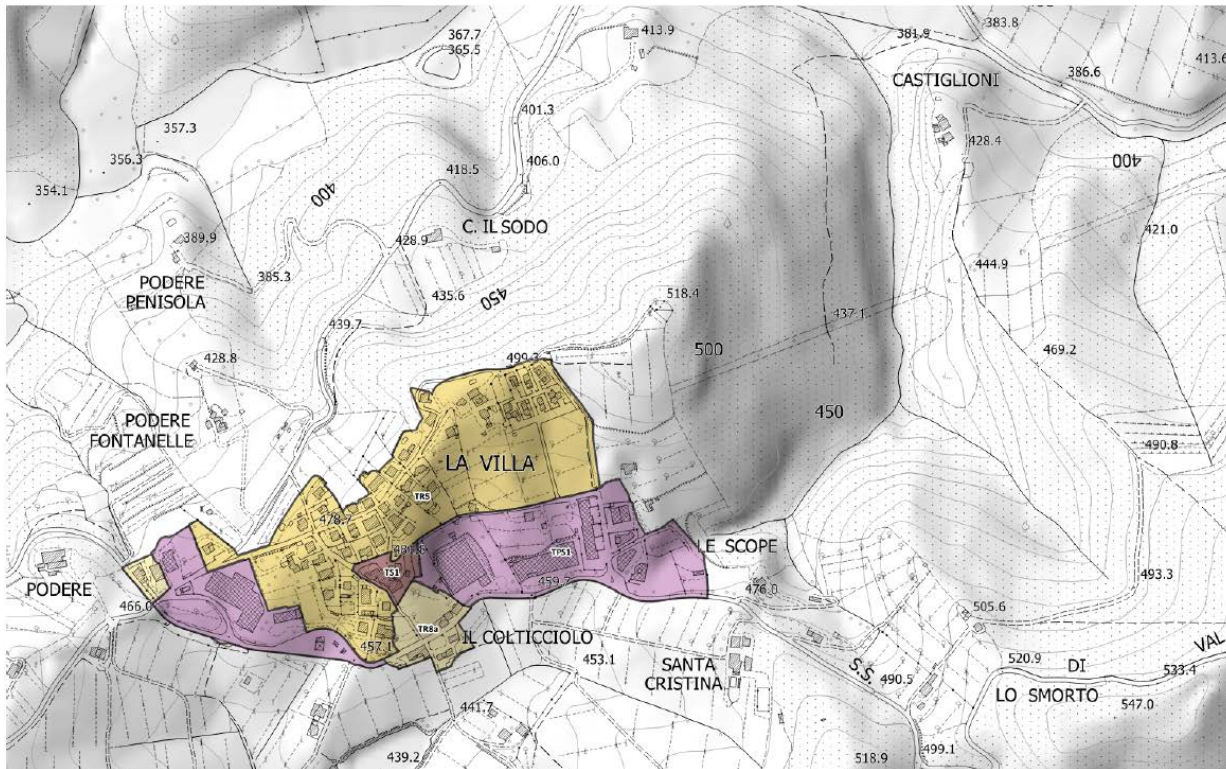 367.7
365.5
413.9
381.9
383.8
413.6
386.6
CASTIGLIONI
401.3
357.3
406.0
428.4
356.3
418.5
400
400
354.1
C. IL SODO
421.0
389.9
428.9
444.9
385.3
PODERE
PENISOLA
435.6
450
518.4
437.1
439.7
469.2
499.3
500
428.8
450
PODERE
FONTANELLE
490.8
LA VILLA
TR5
478.7
LE SCOPE
TPS1
TS1
493.3
459.7
476.0
PODERE
466.0
505.6
TR8a
IL COLTICCIOLO
457.1
453.1
SANTA
CRISTINA
S.S.
490.5
520.9
DI
VAL
533.4
LO SMORTO
547.0
441.7
439.2
499.1
518.9